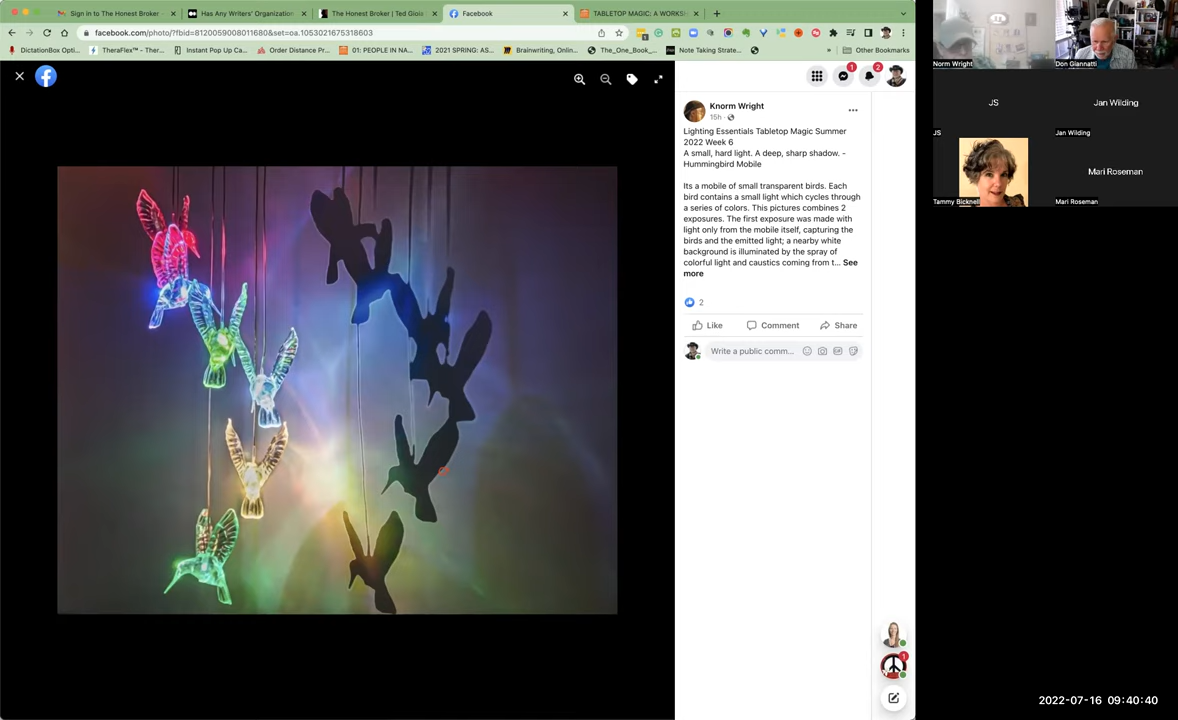 Sign in to The Honest Broker
Has Any Writers' Organization
The Honest Broker | Ted Gioia
Facebook
TABLETOP MAGIC: A WORKSH
facebook.com/photo/?fbid=8120059008011680&set=oa.1053021675318603
DictationBox Opti...
TheraFlex™ - Ther...
Instant Pop Up Ca...
Order Distance Pr...
01: PEOPLE IN NA...
2021 SPRING: AS...
Brainwriting, Onlin...
The_One_Book_...
Note Taking Strate...
»
Other Bookmarks
1
2
Knorm Wright
15h ·
Lighting Essentials Tabletop Magic Summer
2022 Week 6
A small, hard light. A deep, sharp shadow. -
Hummingbird Mobile
Its a mobile of small transparent birds. Each
bird contains a small light which cycles through
a series of colors. This pictures combines 2
exposures. The first exposure was made with
light only from the mobile itself, capturing the
birds and the emitted light; a nearby white
background is illuminated by the spray of
colorful light and caustics coming from t... See
more
2
Like
Comment
Share
Write a public comm...
1
Norm Wright
Don Giannatti
JS
JS
Jan Wilding
Jan Wilding
Tammy Bicknell
Mari Roseman
Mari Roseman
2022-07-16 09:40:40